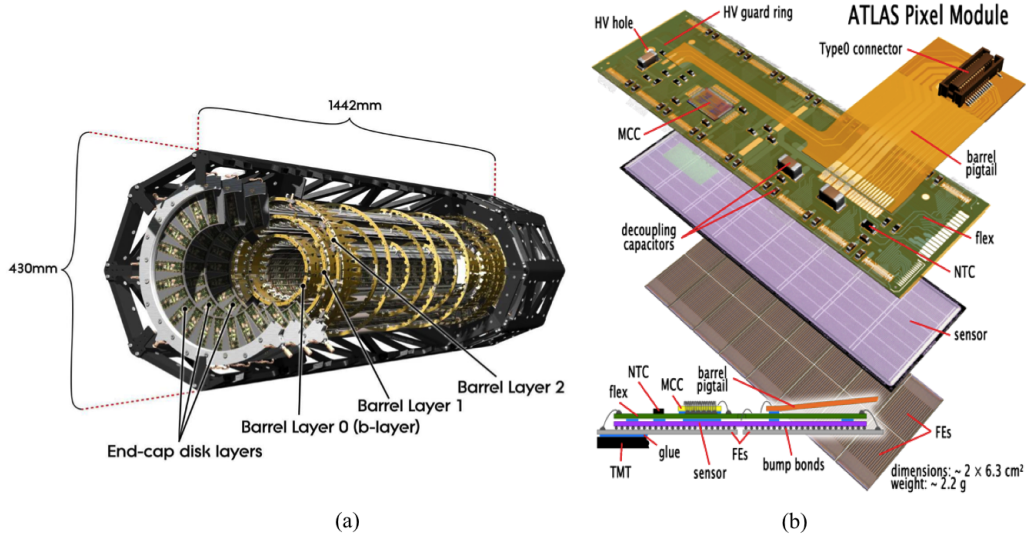 1442mm
430mm
Barrel Layer 2
Barrel Layer 1
Barrel Layer 0 (b-layer)
End-cap disk layers
(a)
ATLAS Pixel Module
HV guard ring
HV hole
Type0 connector
MCC
barrel
pigtail
decoupling
capacitors
flex
NTC
sensor
barrel
pigtail
NTC
MCC
flex
FEs
glue
FEs
TMT
sensor
bump bonds
dimensions: ~ 2 × 6.3 cm²
weight: ~ 2.2 g
(b)